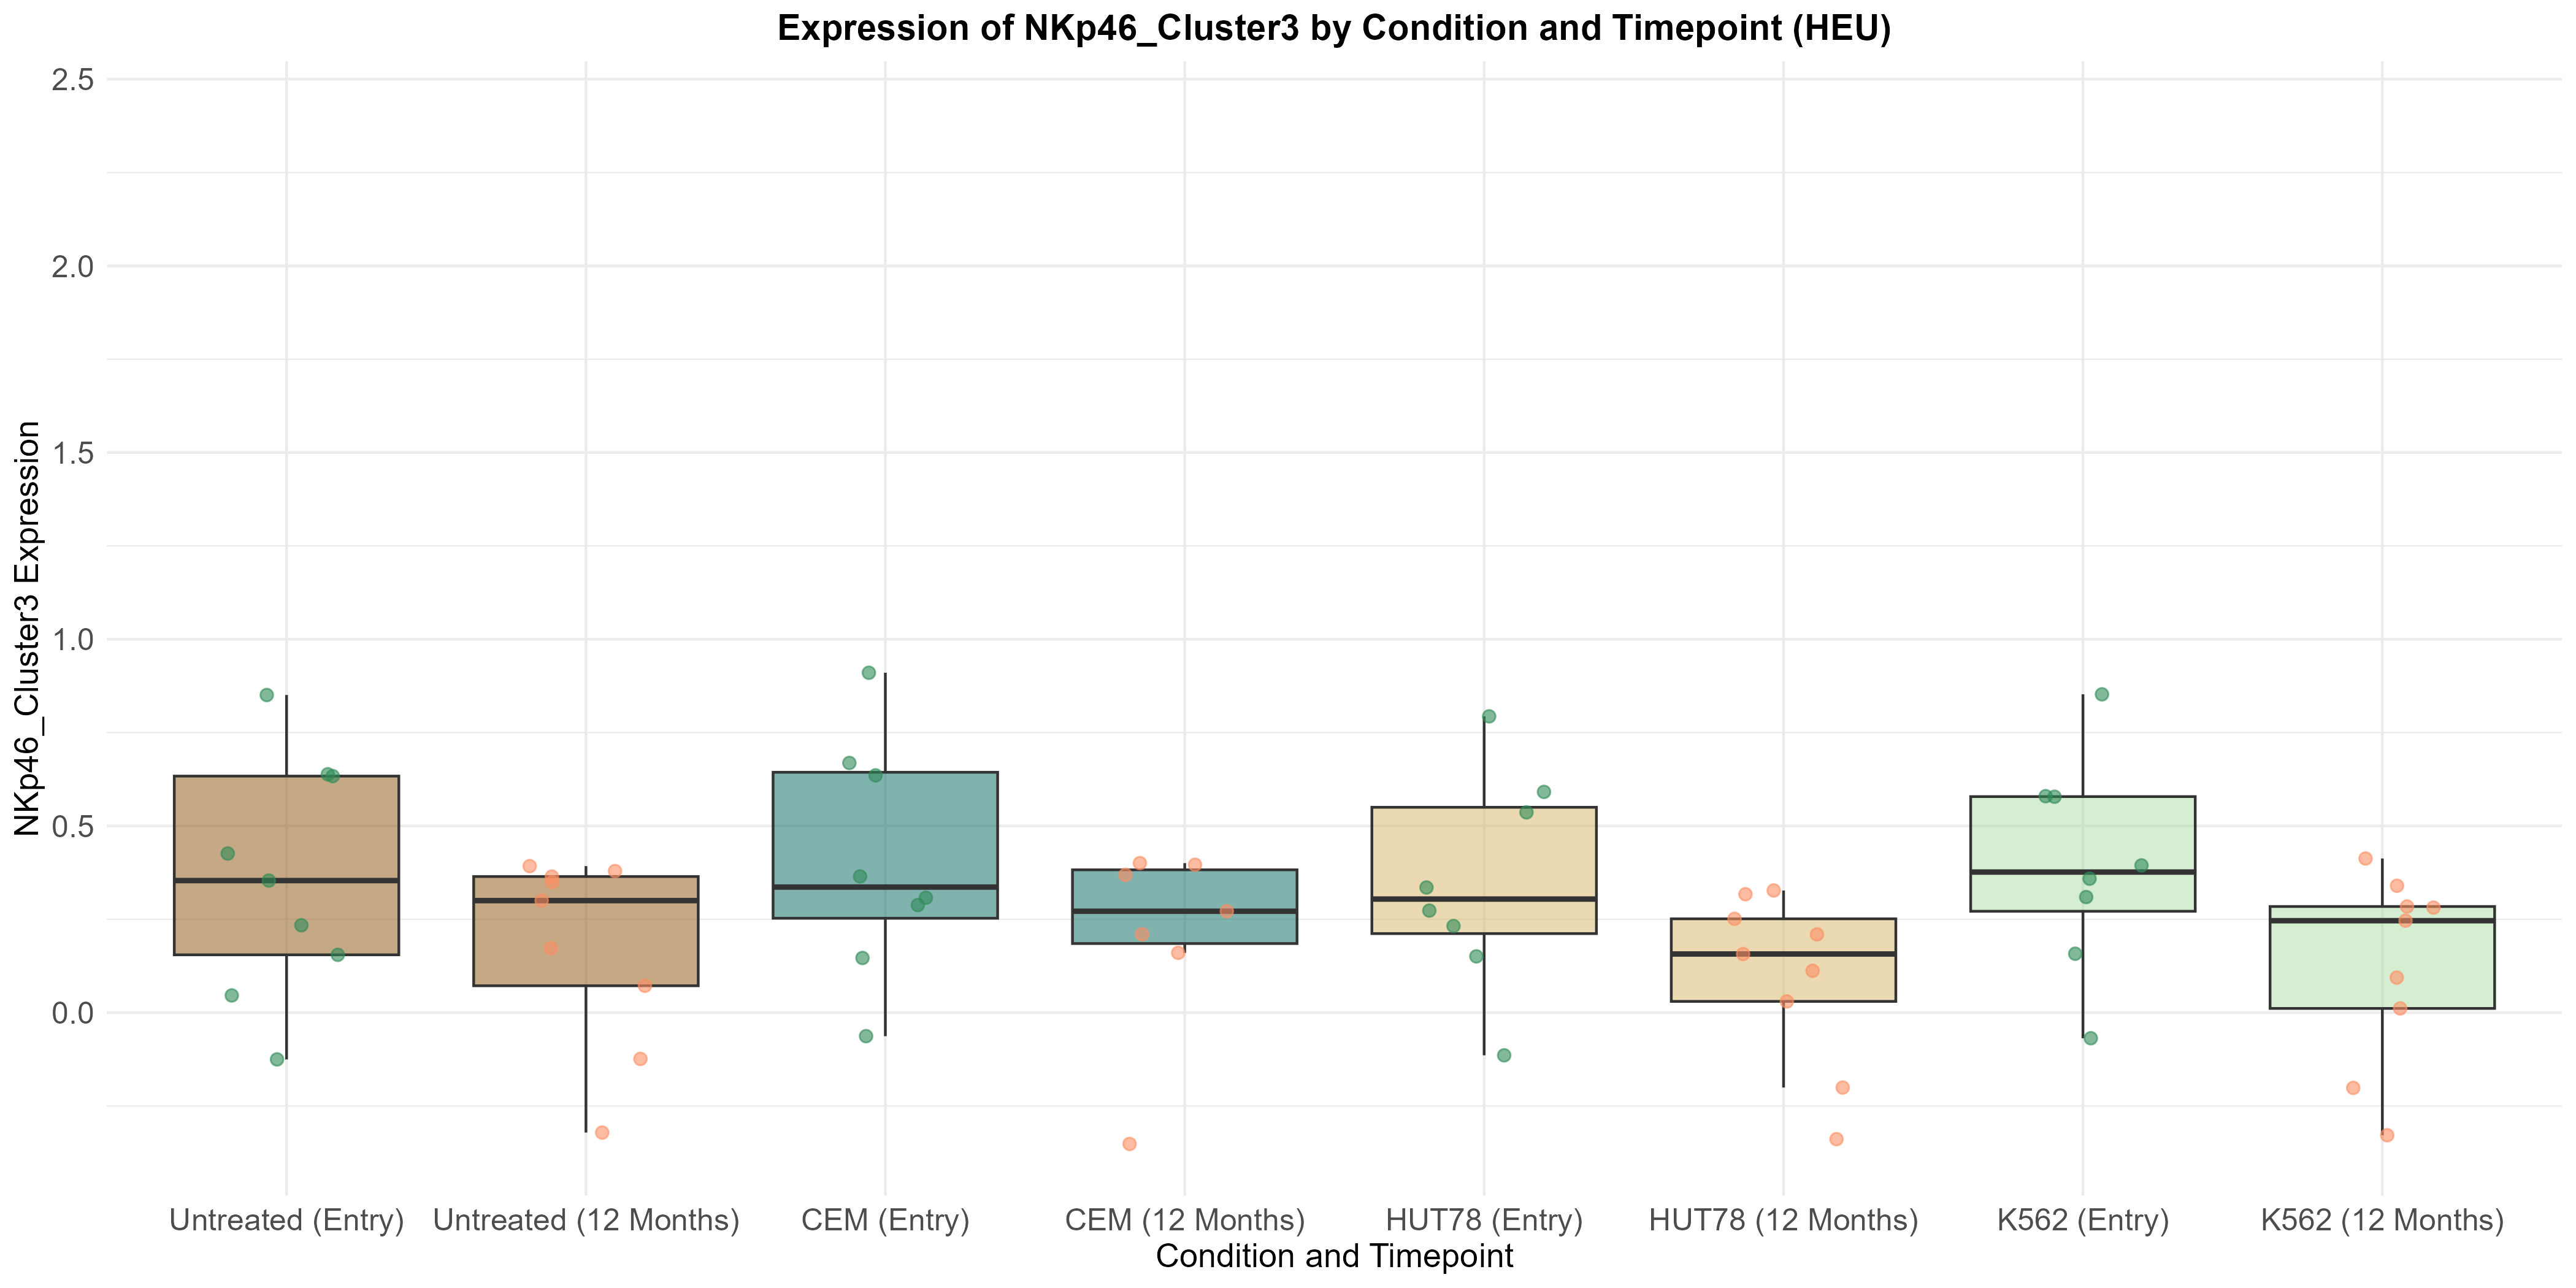 Expression of NKp46_Cluster3 by Condition and Timepoint (HEU)
NKp46_Cluster3 Expression
2.5
2.0
1.5
1.0
0.5
0.0
Untreated (Entry) Untreated (12 Months) CEM (Entry) CEM (12 Months) HUT78 (Entry) HUT78 (12 Months) K562 (Entry) K562 (12 Months)
Condition and Timepoint